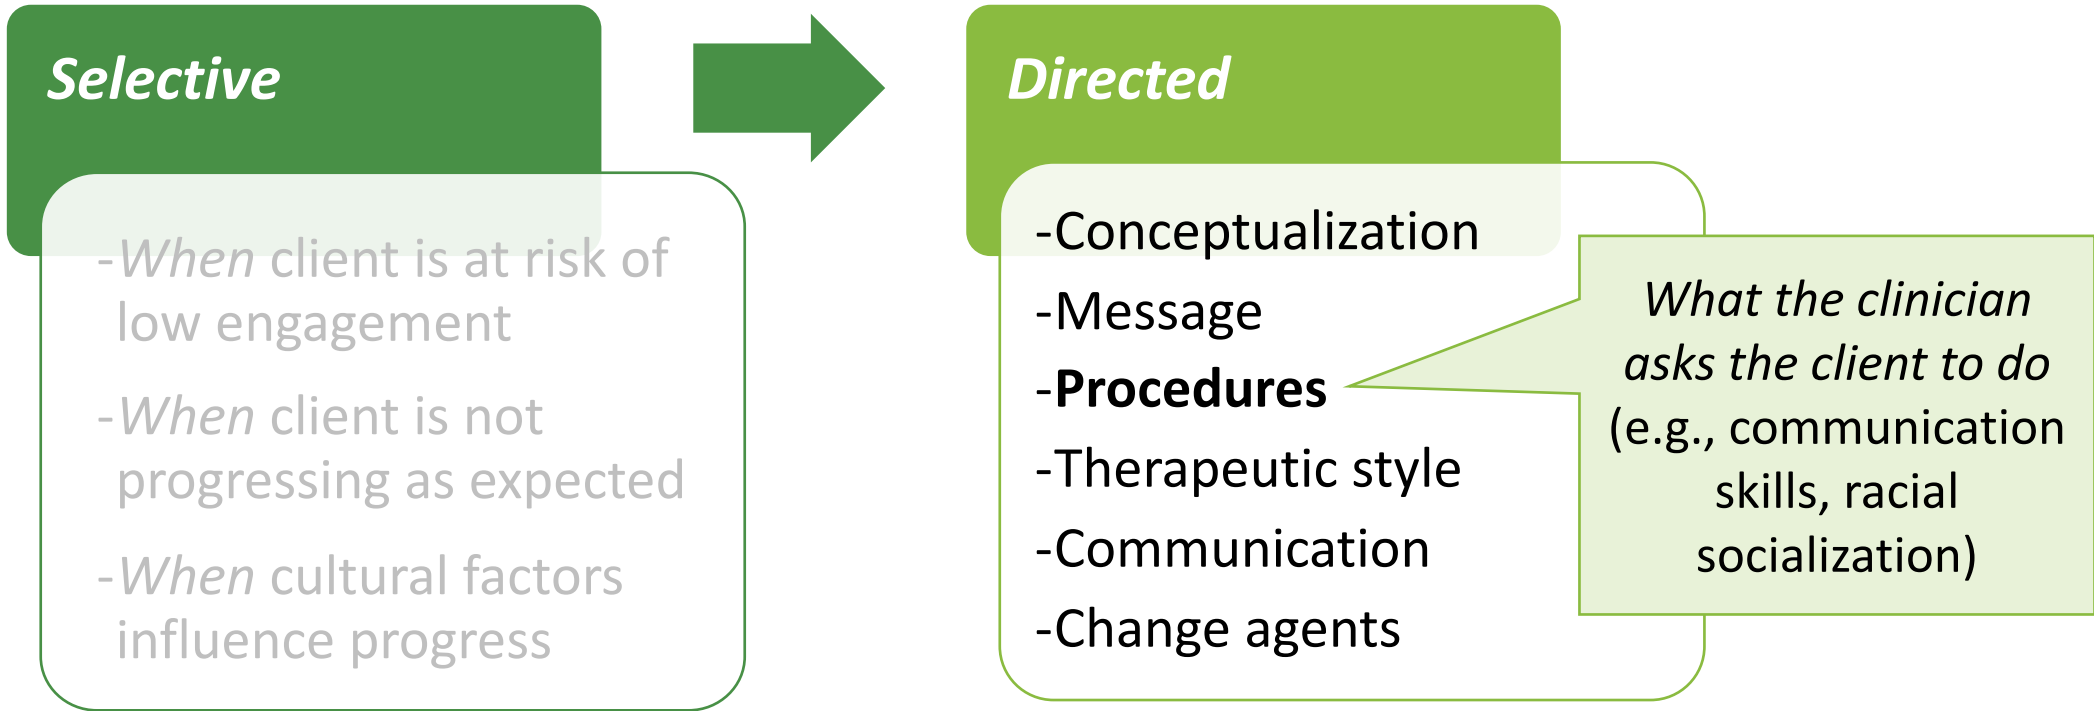 Selective
-When client is at risk of
low engagement
-When client is not
progressing as expected
-When cultural factors
influence progress
Directed
-Conceptualization
-Message
-Procedures
-Therapeutic style
-Communication
-Change agents
What the clinician
asks the client to do
(e.g., communication
skills, racial
socialization)